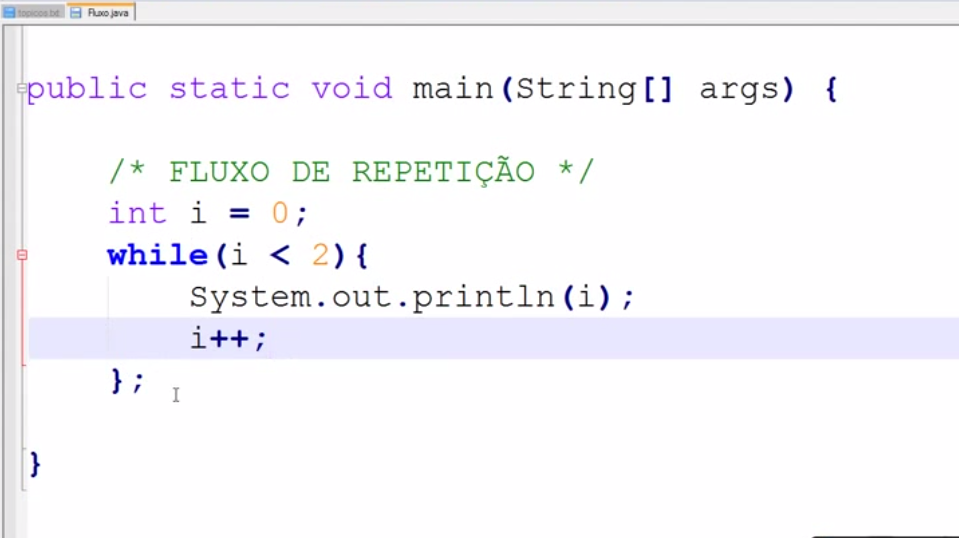 topicos.txt Fluxo.java
public static void main(String[] args) {
/* FLUXO DE REPETIÇÃO */
int i = 0;
while(i < 2){
System.out.println(i);
i++;
};
}